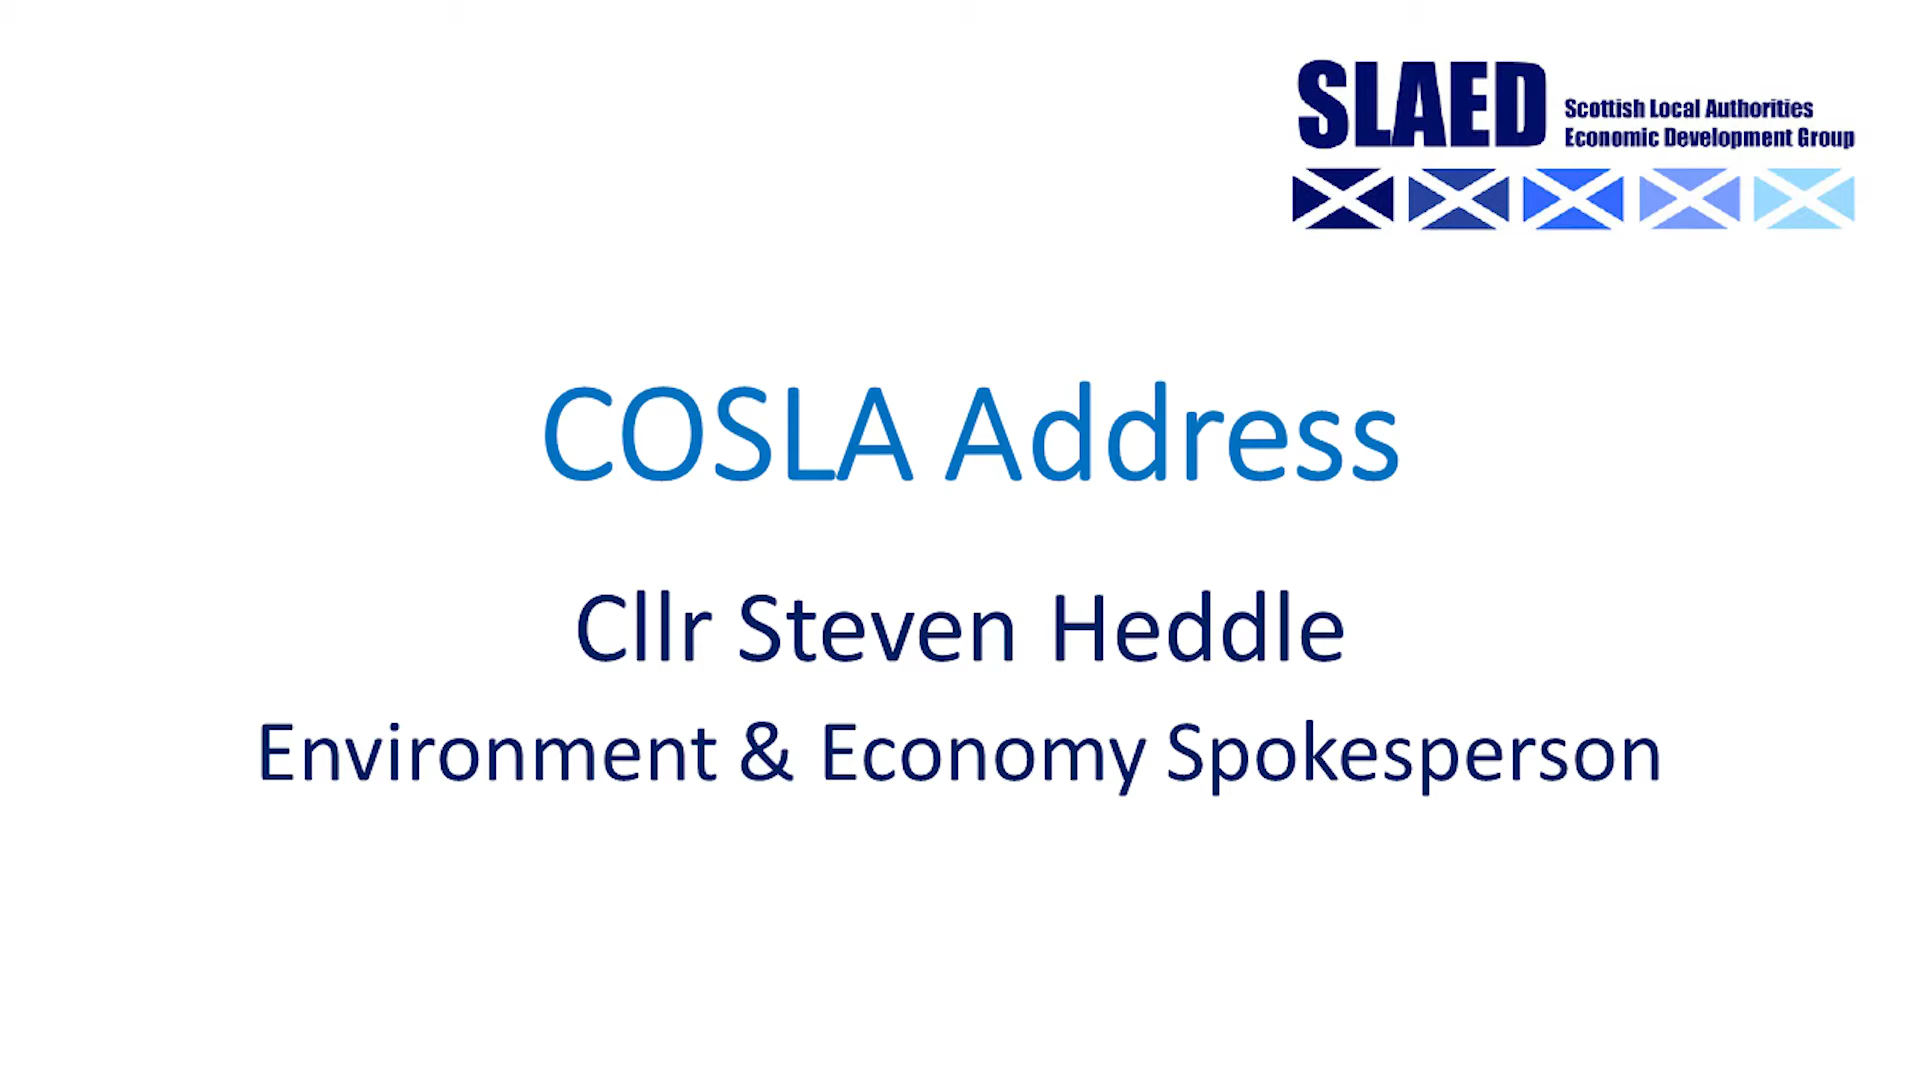 SLAED
Scottish Local Authorities
Economic Development Group
COSLA Address
Cllr Steven Heddle
Environment & Economy Spokesperson